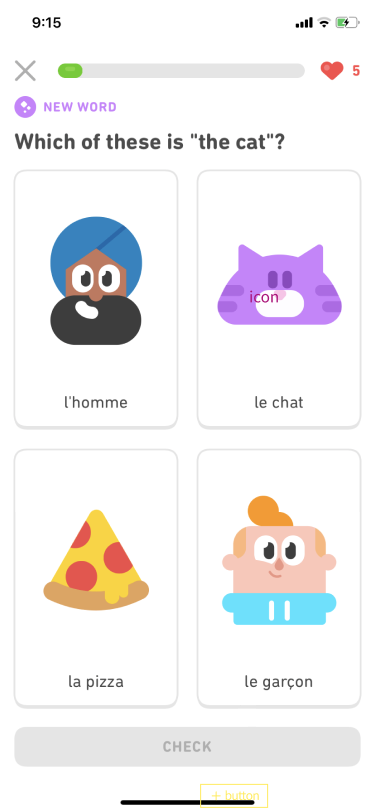 9:15
5
NEW WORD
Which of these is "the cat"?
icon
l'homme
le chat
la pizza
le garçon
CHECK
+ button